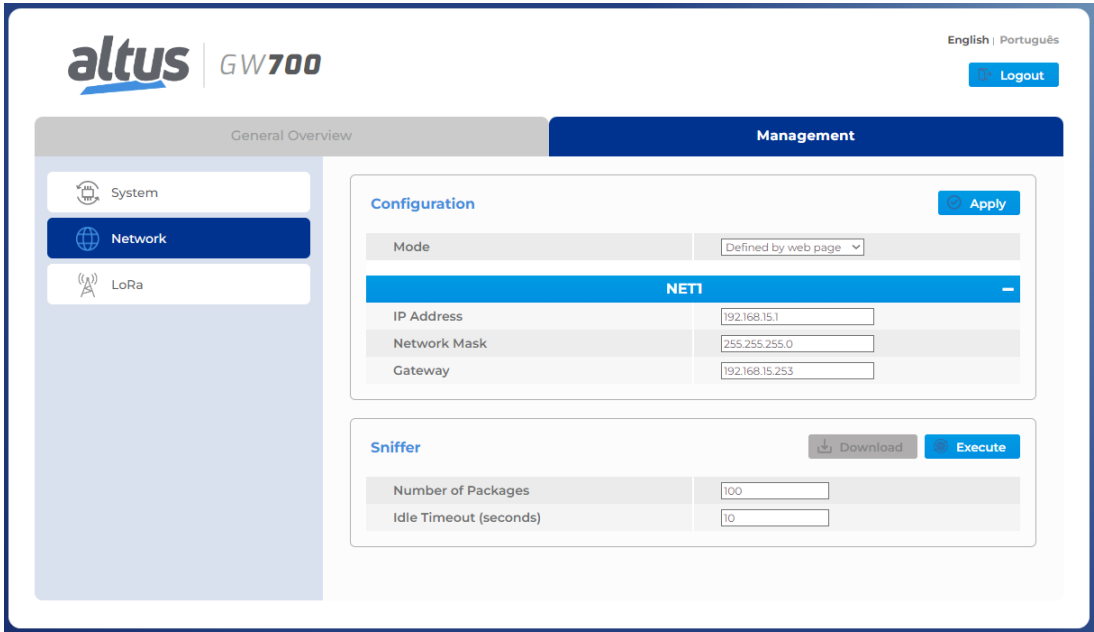 English | Português
altus GW700
Logout
General Overview Management
System
Network
LoRa
Configuration Apply
Mode Defined by web page
NET1
IP Address 192.168.15.1
Network Mask 255.255.255.0
Gateway 192.168.15.253
Sniffer Download Execute
Number of Packages 100
Idle Timeout (seconds) 10